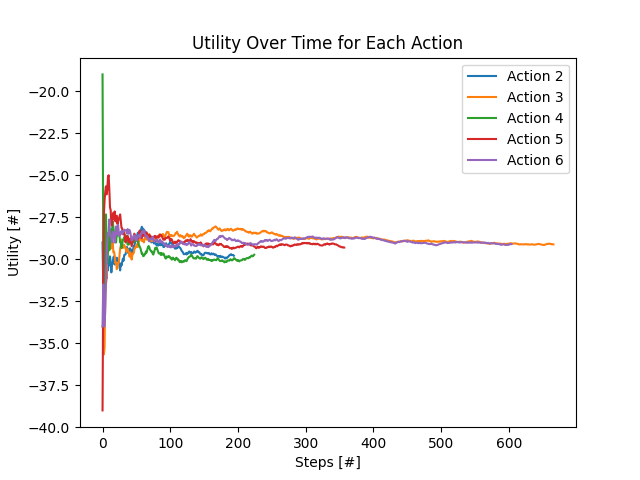 Utility Over Time for Each Action
Utility [#]
−20.0
−22.5
−25.0
−27.5
−30.0
−32.5
−35.0
−37.5
−40.0
Action 2
Action 3
Action 4
Action 5
Action 6
0 100 200 300 400 500 600
Steps [#]